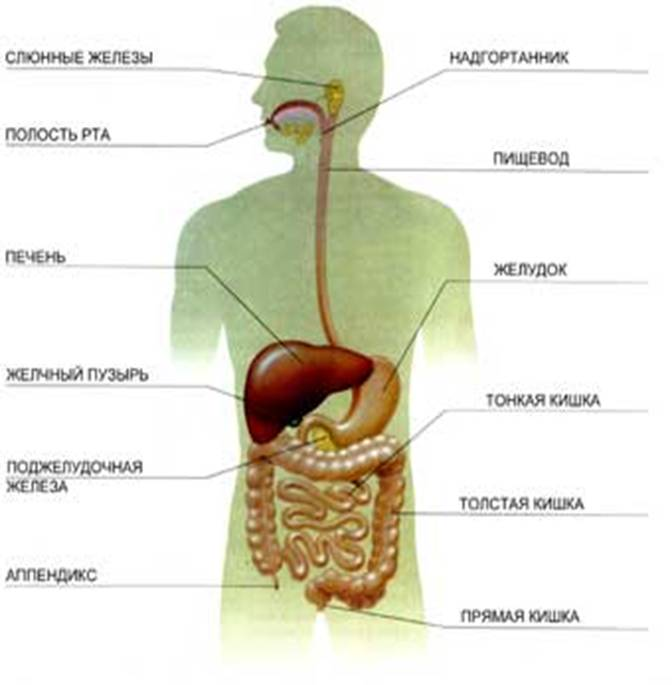 СЛЮННЫЕ ЖЕЛЕЗЫ
НАДГОРТАННИК
ПОЛОСТЬ РТА
ПИЩЕВОД
ПЕЧЕНЬ
ЖЕЛУДОК
ЖЕЛЧНЫЙ ПУЗЫРЬ
ТОНКАЯ КИШКА
ПОДЖЕЛУДОЧНАЯ
ЖЕЛЕЗА
ТОЛСТАЯ КИШКА
АППЕНДИКС
ПРЯМАЯ КИШКА